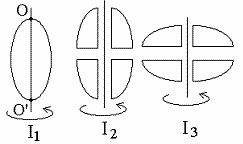 O
O'
I₁ I₂ I₃